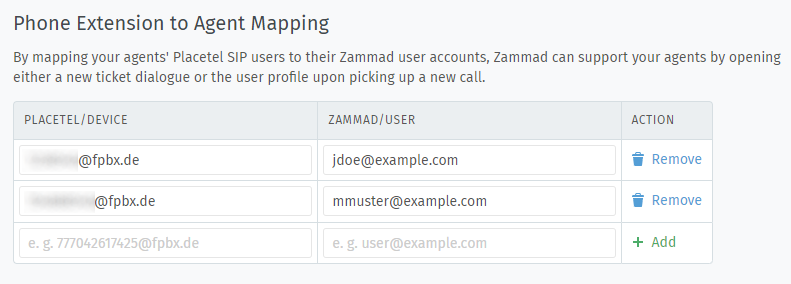 Phone Extension to Agent Mapping
By mapping your agents' Placetel SIP users to their Zammad user accounts, Zammad can support your agents by opening
either a new ticket dialogue or the user profile upon picking up a new call.
PLACETEL/DEVICE ZAMMAD/USER ACTION
@fpbx.de jdoe@example.com Remove
@fpbx.de mmuster@example.com Remove
e. g. 777042617425@fpbx.de e. g. user@example.com + Add